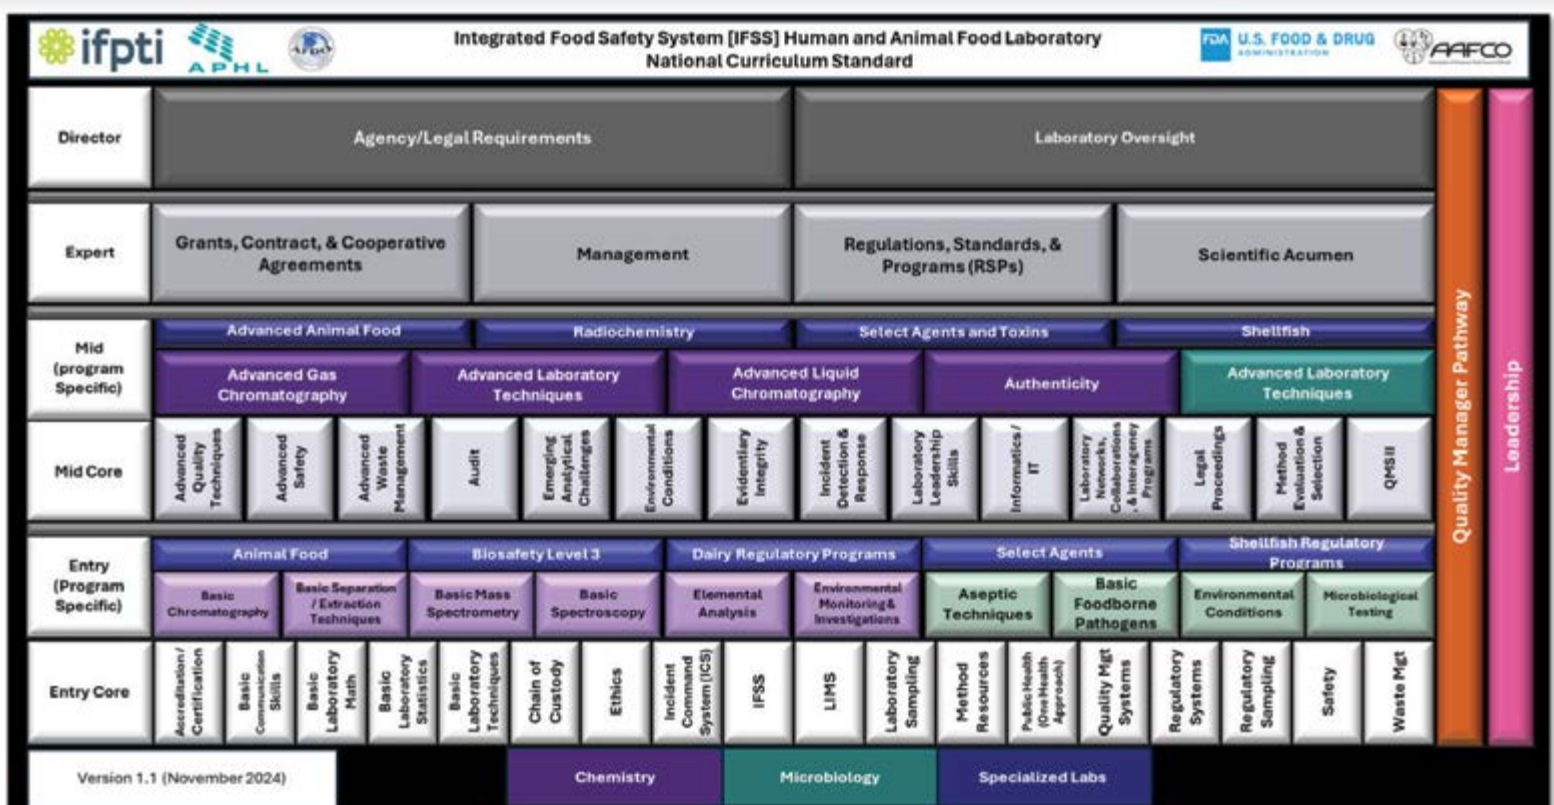 ifpti
APHL
AFDO
Integrated Food Safety System [IFSS] Human and Animal Food Laboratory
National Curriculum Standard
FDA U.S. FOOD & DRUG
ADMINISTRATION
AAFCO
Director
Agency/Legal Requirements
Laboratory Oversight
Expert
Grants, Contract, & Cooperative
Agreements
Management
Regulations, Standards, &
Programs (RSPs)
Scientific Acumen
Mid
(program
Specific)
Advanced Animal Food
Radiochemistry
Select Agents and Toxins
Shellfish
Advanced Gas
Chromatography
Advanced Laboratory
Techniques
Advanced Liquid
Chromatography
Authenticity
Advanced Laboratory
Techniques
Mid Core
Advanced
Quality
Techniques
Advanced
Safety
Advanced
Waste
Management
Audit
Emerging
Analytical
Challenges
Environmental
Conditions
Evidentiary
Integrity
Incident
Detection &
Response
Laboratory
Leadership
Skills
Informatics/
IT
Laboratory
Networks,
Collaborations
, & Interagency
Programs
Legal
Proceedings
Method
Evaluation &
Selection
QMS II
Entry
(Program
Specific)
Animal Food
Biosafety Level 3
Dairy Regulatory Programs
Select Agents
Shellfish Regulatory
Programs
Basic
Chromatography
Basic Separation
/ Extraction
Techniques
Basic Mass
Spectrometry
Basic
Spectroscopy
Elemental
Analysis
Environmental
Monitoring &
Investigations
Aseptic
Techniques
Basic
Foodborne
Pathogens
Environmental
Conditions
Microbiological
Testing
Entry Core
Accreditation/
Certification
Basic
Communication
Skills
Basic
Laboratory
Math
Basic
Laboratory
Statistics
Basic
Laboratory
Techniques
Chain of
Custody
Ethics
Incident
Command
System (ICS)
IFSS
LIMS
Laboratory
Sampling
Method
Resources
Public Health
(One Health
Approach)
Quality Mgt
Systems
Regulatory
Systems
Regulatory
Sampling
Safety
Waste Mgt
Quality Manager Pathway
Leadership
Version 1.1 (November 2024)
Chemistry
Microbiology
Specialized Labs